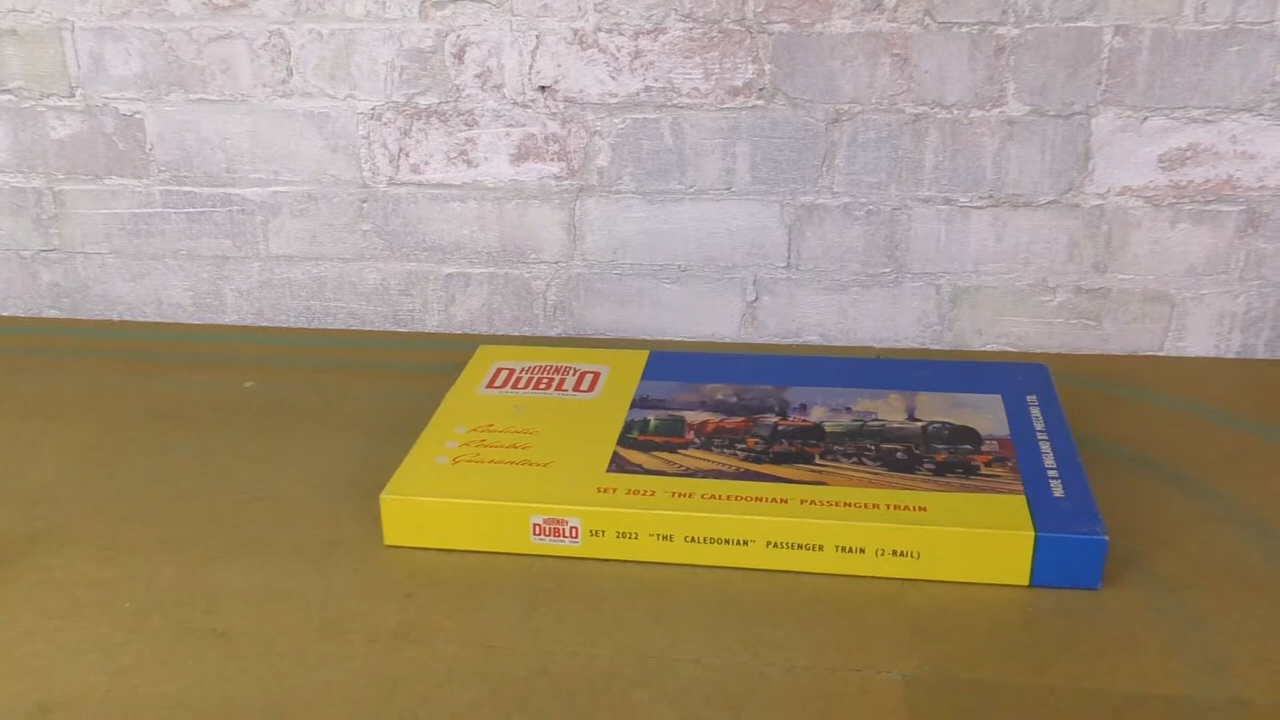 HORNBY
DUBLO
Realistic
Reliable
Guaranteed
SET 2022 "THE CALEDONIAN" PASSENGER TRAIN
MADE IN ENGLAND BY MECCANO LTD.
HORNBY
DUBLO
SET 2022 "THE CALEDONIAN" PASSENGER TRAIN (2-RAIL)